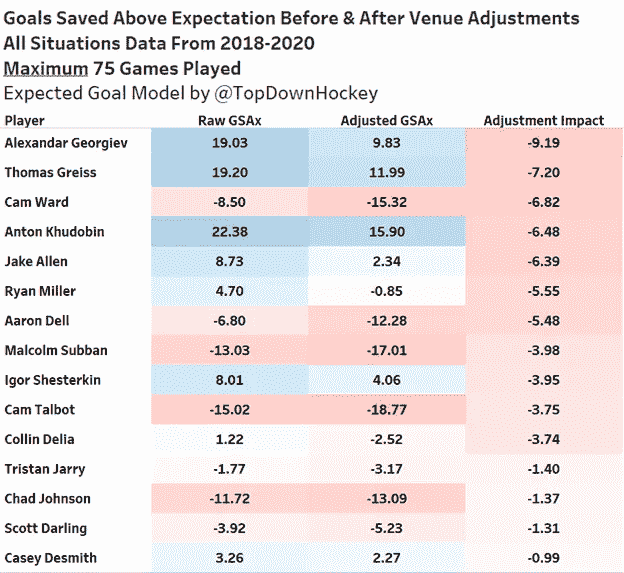 Goals Saved Above Expectation Before & After Venue Adjustments
All Situations Data From 2018-2020
Maximum 75 Games Played
Expected Goal Model by @TopDownHockey
Player Raw GSAx Adjusted GSAx Adjustment Impact
Alexandar Georgiev 19.03 9.83 -9.19
Thomas Greiss 19.20 11.99 -7.20
Cam Ward -8.50 -15.32 -6.82
Anton Khudobin 22.38 15.90 -6.48
Jake Allen 8.73 2.34 -6.39
Ryan Miller 4.70 -0.85 -5.55
Aaron Dell -6.80 -12.28 -5.48
Malcolm Subban -13.03 -17.01 -3.98
Igor Shesterkin 8.01 4.06 -3.95
Cam Talbot -15.02 -18.77 -3.75
Collin Delia 1.22 -2.52 -3.74
Tristan Jarry -1.77 -3.17 -1.40
Chad Johnson -11.72 -13.09 -1.37
Scott Darling -3.92 -5.23 -1.31
Casey Desmith 3.26 2.27 -0.99